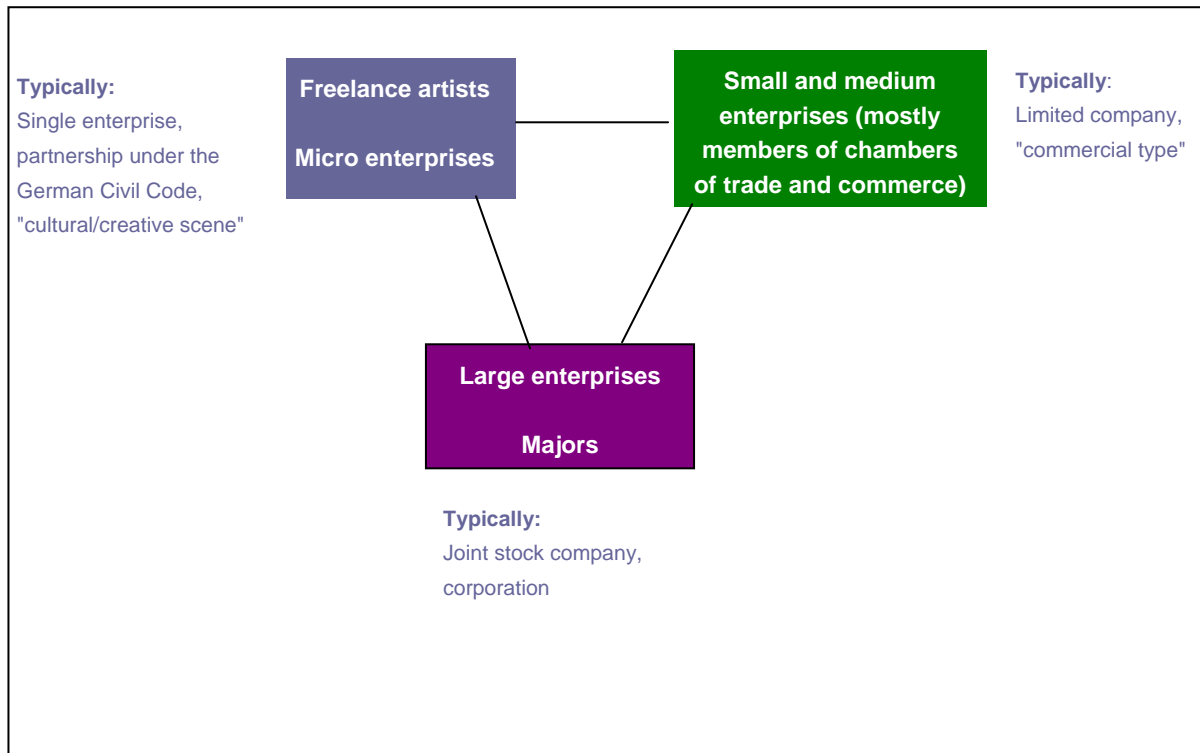 Typically:
Single enterprise,
partnership under the
German Civil Code,
"cultural/creative scene"
Freelance artists
Micro enterprises
Small and medium
enterprises (mostly
members of chambers
of trade and commerce)
Typically:
Limited company,
"commercial type"
Large enterprises
Majors
Typically:
Joint stock company,
corporation